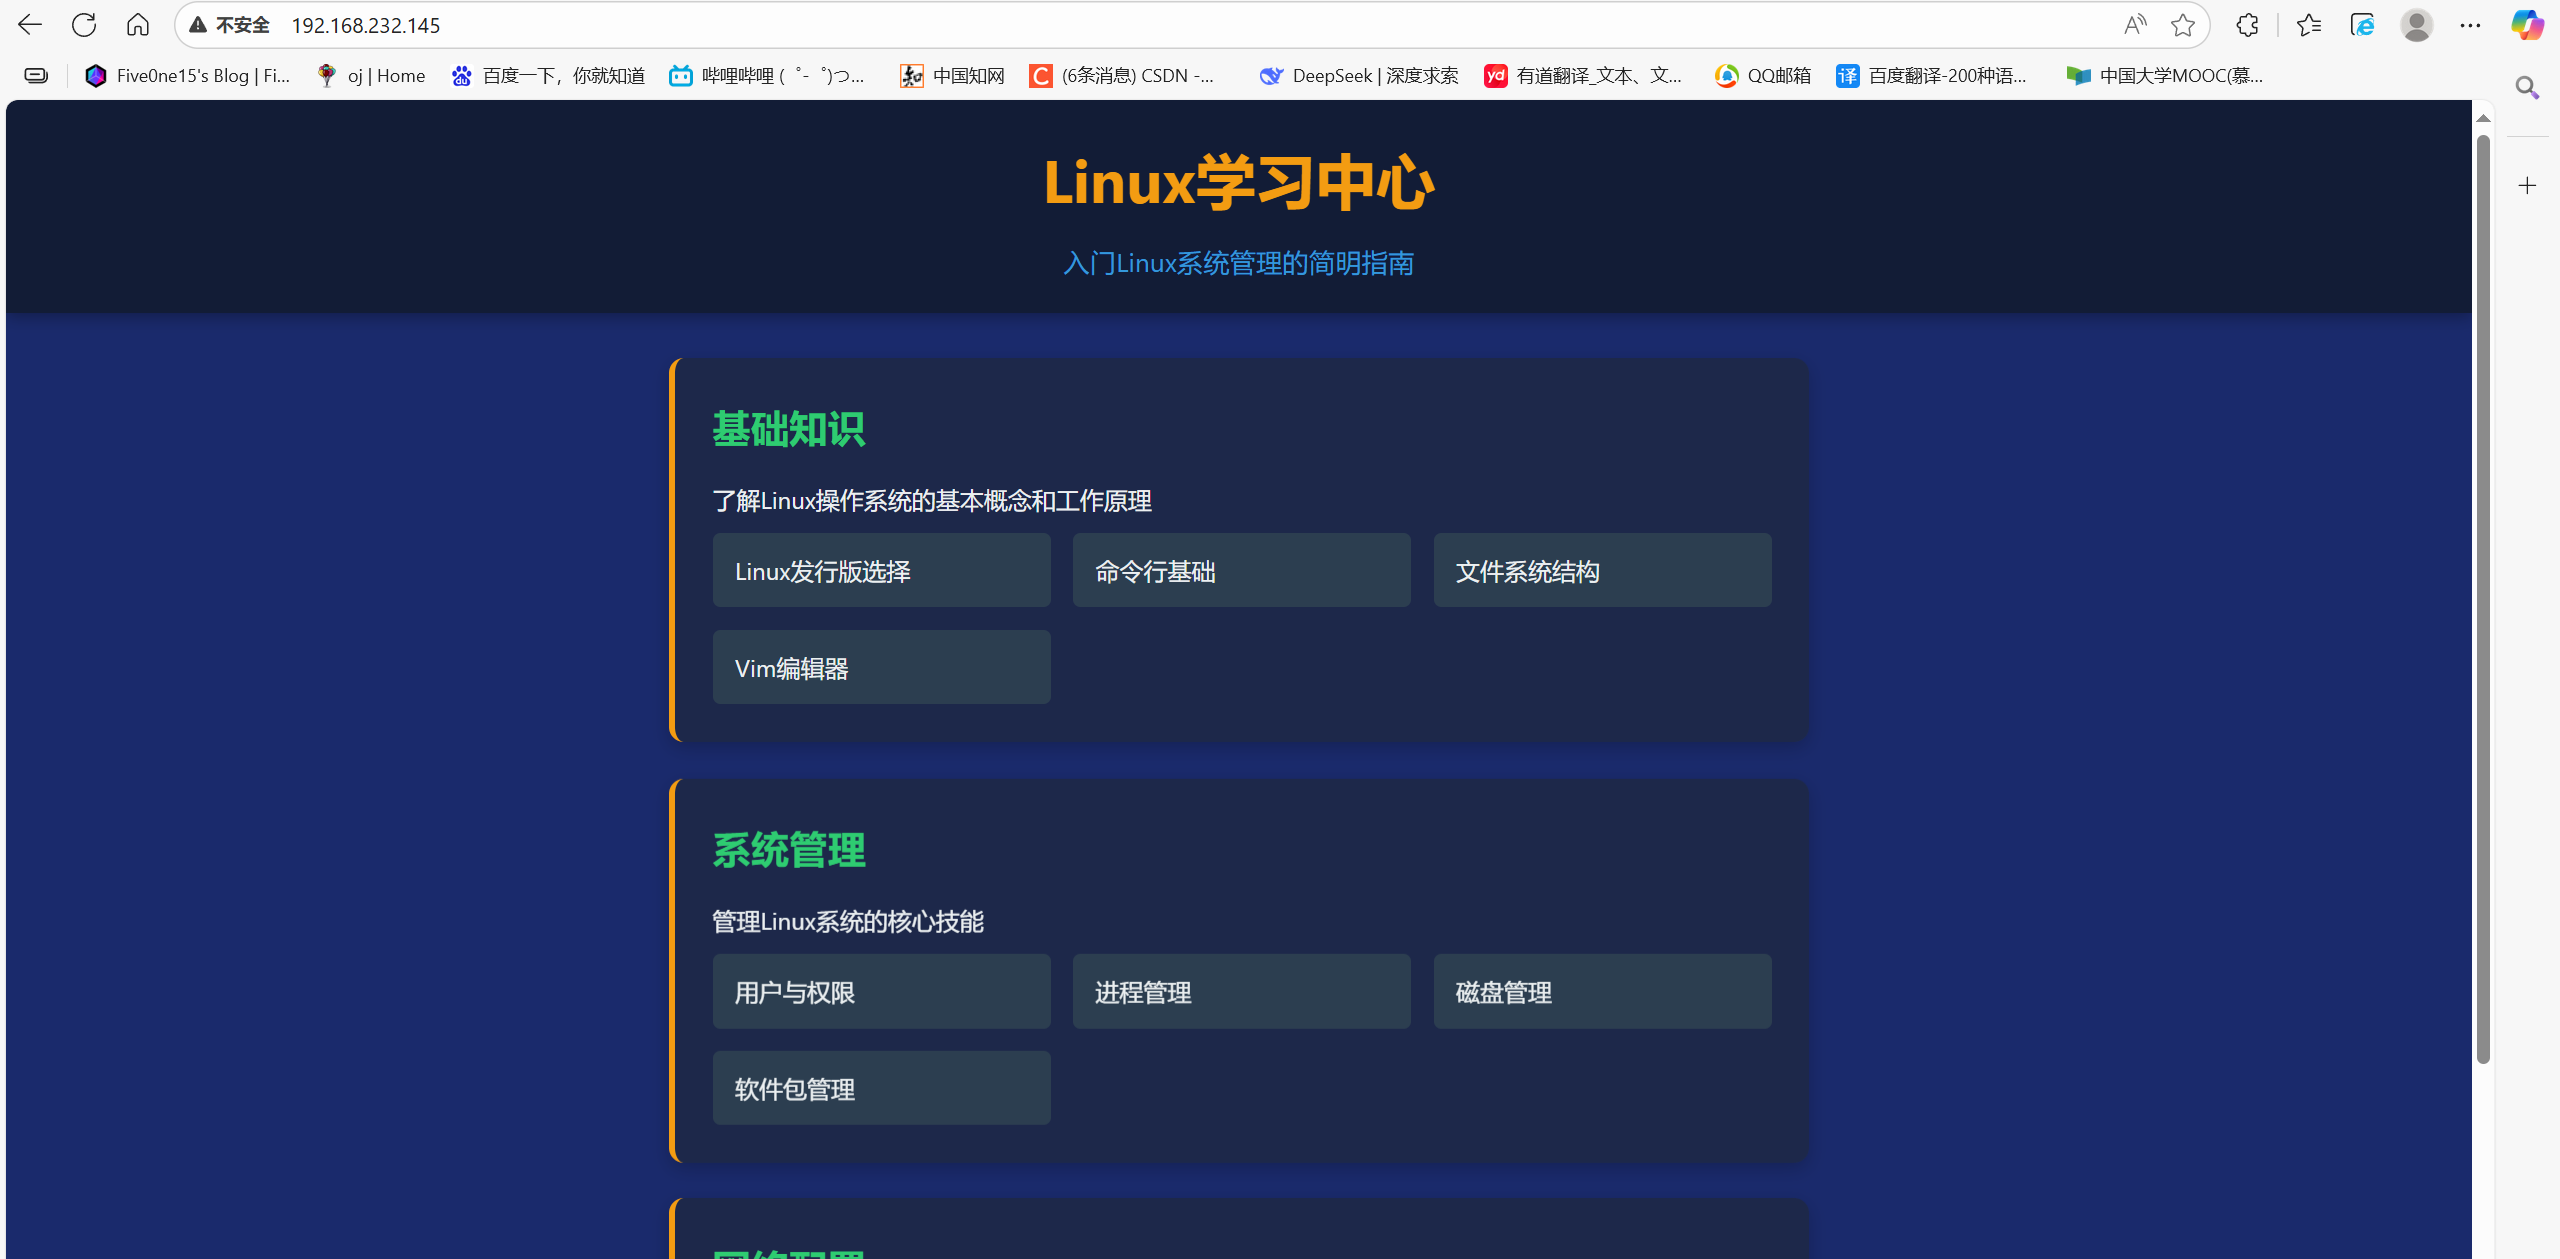 不安全 192.168.232.145
Five0ne15's Blog | Fi... oj | Home 百度一下，你就知道 哔哩哔哩 (゜-゜)つ... 中国知网 (6条消息) CSDN -... DeepSeek | 深度求索 有道翻译_文本、文... QQ邮箱 百度翻译-200种语... 中国大学MOOC(慕...
Linux学习中心
入门Linux系统管理的简明指南
基础知识
了解Linux操作系统的基本概念和工作原理
Linux发行版选择 命令行基础 文件系统结构
Vim编辑器
系统管理
管理Linux系统的核心技能
用户与权限 进程管理 磁盘管理
软件包管理
网络配置